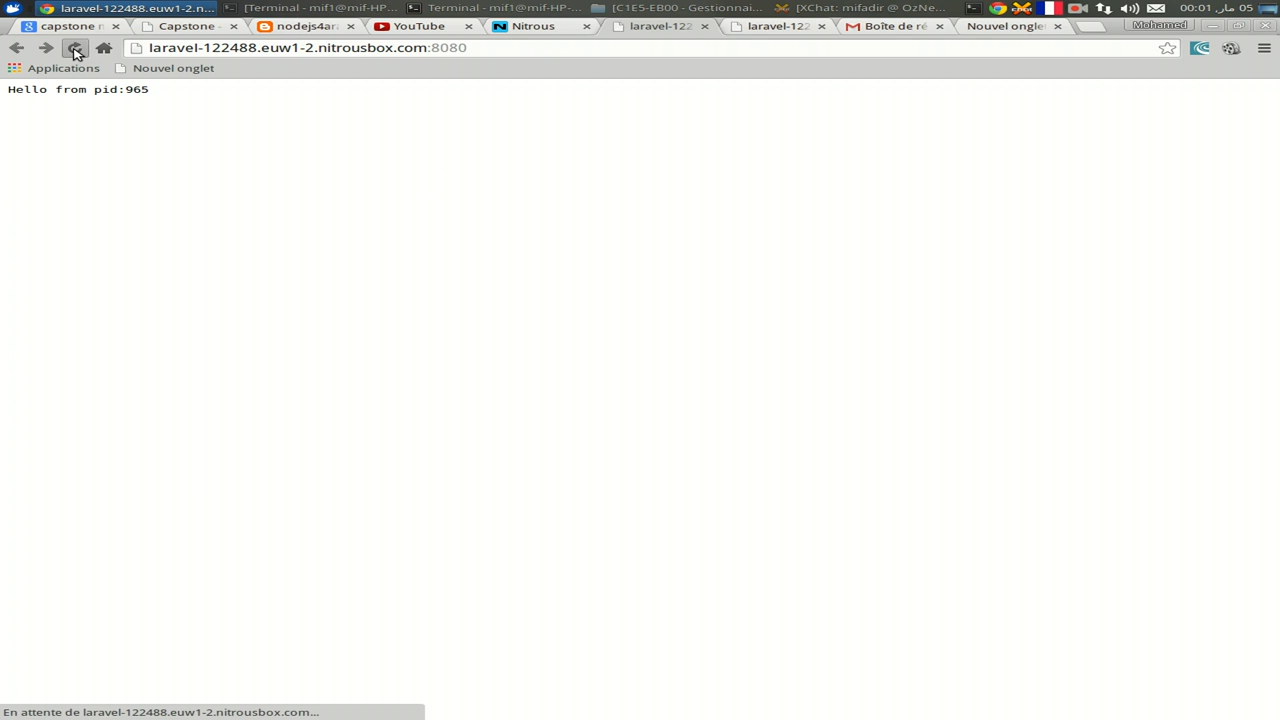 laravel-122488.euw1-2.n... [Terminal - mif1@mif-HP... Terminal - mif1@mif-HP-... [C1E5-EB00 - Gestionnai... [XChat: mifadir @ OzNe... 00:01 مار، 05
capstone n Capstone - nodejs4ara YouTube Nitrous laravel-122 laravel-122 Boîte de ré Nouvel ongle Mohamed
laravel-122488.euw1-2.nitrousbox.com:8080
Applications Nouvel onglet
Hello from pid:965
En attente de laravel-122488.euw1-2.nitrousbox.com...